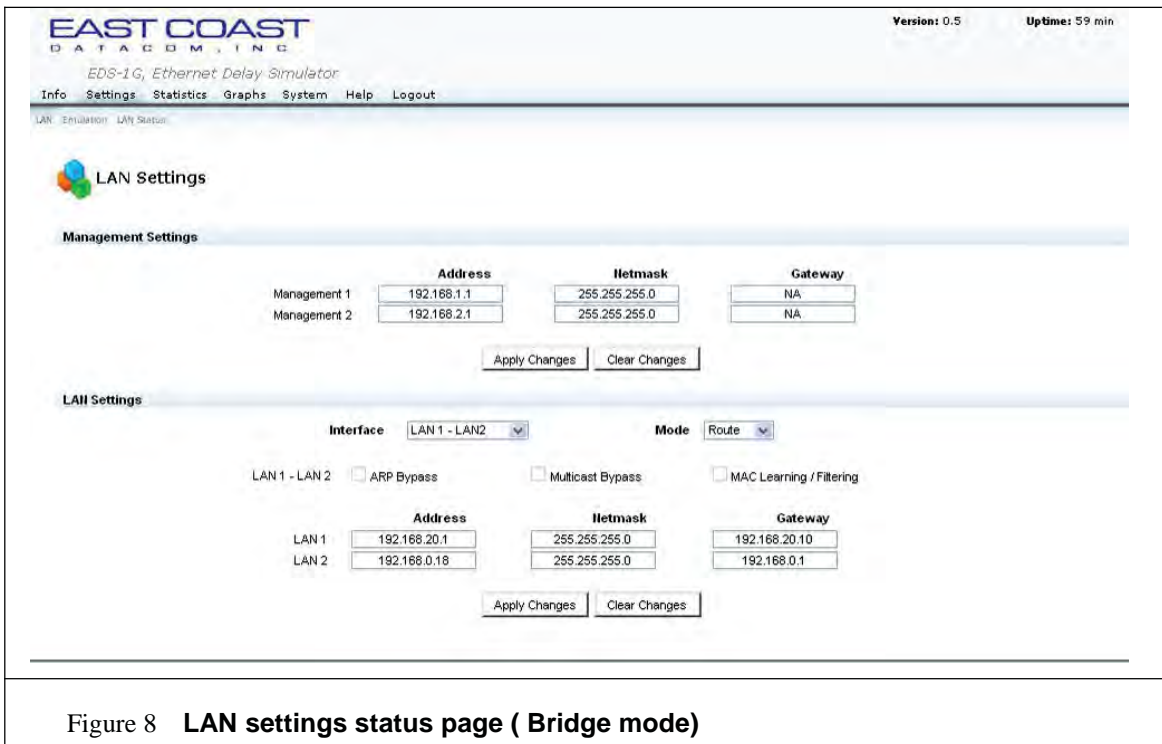 EAST COAST
DATACOM, INC
Version: 0.5 Uptime: 59 min
EDS-1G, Ethernet Delay Simulator
Info Settings Statistics Graphs System Help Logout
LAN Emulation LAN Status
LAN Settings
Management Settings
Address Netmask Gateway
Management 1 192.168.1.1 255.255.255.0 NA
Management 2 192.168.2.1 255.255.255.0 NA
Apply Changes Clear Changes
LAN Settings
Interface LAN 1 - LAN2 Mode Route
LAN 1 - LAN 2 ARP Bypass Multicast Bypass MAC Learning / Filtering
Address Netmask Gateway
LAN 1 192.168.20.1 255.255.255.0 192.168.20.10
LAN 2 192.168.0.18 255.255.255.0 192.168.0.1
Apply Changes Clear Changes
Figure 8 LAN settings status page ( Bridge mode)